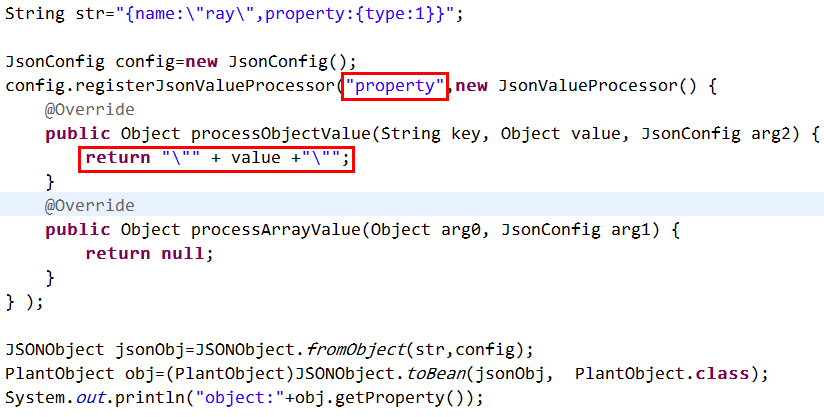 String str="{name:\"ray\",property:{type:1}}";
JsonConfig config=new JsonConfig();
config.registerJsonValueProcessor("property",new JsonValueProcessor() {
@Override
public Object processObjectValue(String key, Object value, JsonConfig arg2) {
return "\"" + value +"\"";
}
@Override
public Object processArrayValue(Object arg0, JsonConfig arg1) {
return null;
}
} );
JSONObject jsonObj=JSONObject.fromObject(str,config);
PlantObject obj=(PlantObject)JSONObject.toBean(jsonObj,  PlantObject.class);
System.out.println("object:"+obj.getProperty());